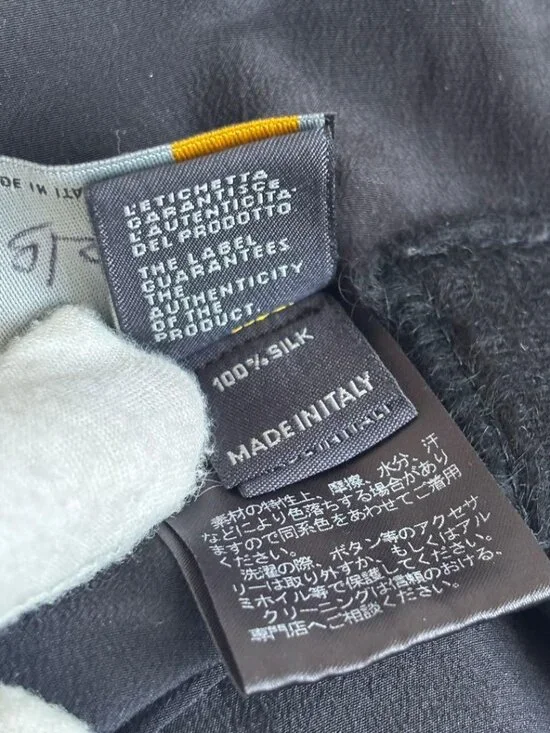 DE IN ITA
L'ETICHETTA
GARANTISCE
L'AUTENTICITA'
DEL PRODOTTO
THE LABEL
GUARANTEES
THE
AUTHENTICITY
OF THE
PRODUCT.
100% SILK
MADE IN ITALY
素材の特性上、摩擦、水分、汗
などにより色落ちする場合があり
ますので同系色をあわせてご着用
ください。
洗濯の際、ボタン等のアクセサ
リーは取り外すか、もしくはアル
ミホイル等で保護してください。
クリーニングは信頼のおける、
専門店へご相談ください。